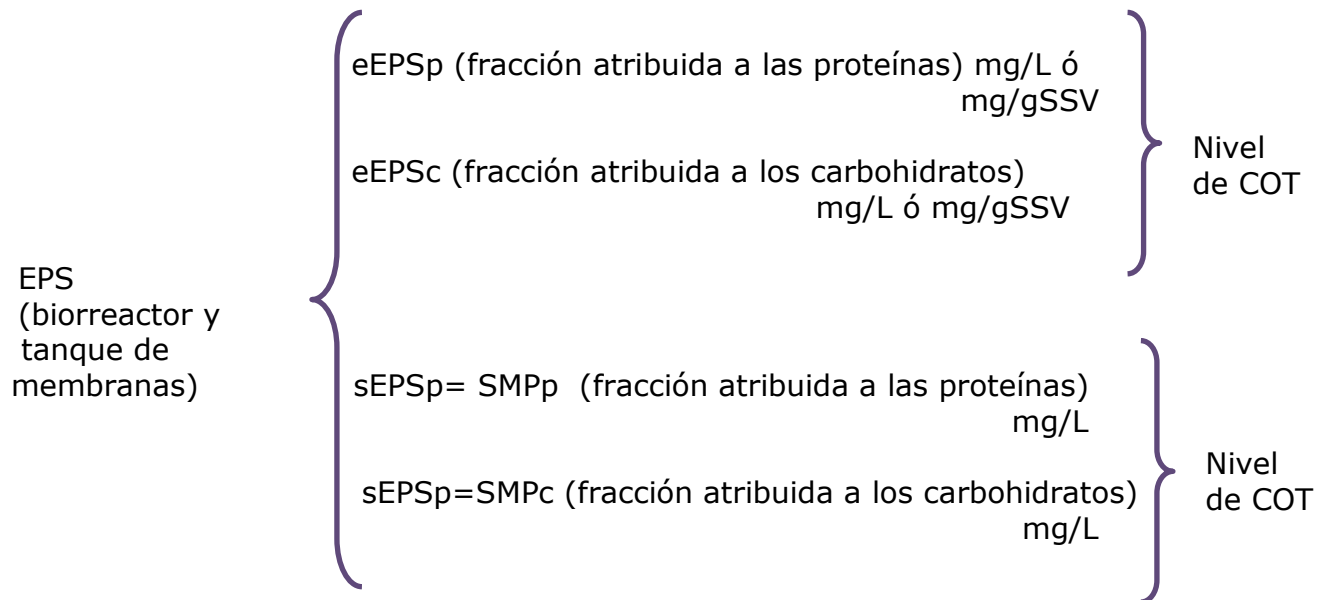 EPS
(biorreactor y
tanque de
membranas)
eEPSp (fracción atribuida a las proteínas) mg/L ó
mg/gSSV
eEPSc (fracción atribuida a los carbohidratos)
mg/L ó mg/gSSV
Nivel
de COT
sEPSp= SMPp (fracción atribuida a las proteínas)
mg/L
sEPSp=SMPc (fracción atribuida a los carbohidratos)
mg/L
Nivel
de COT